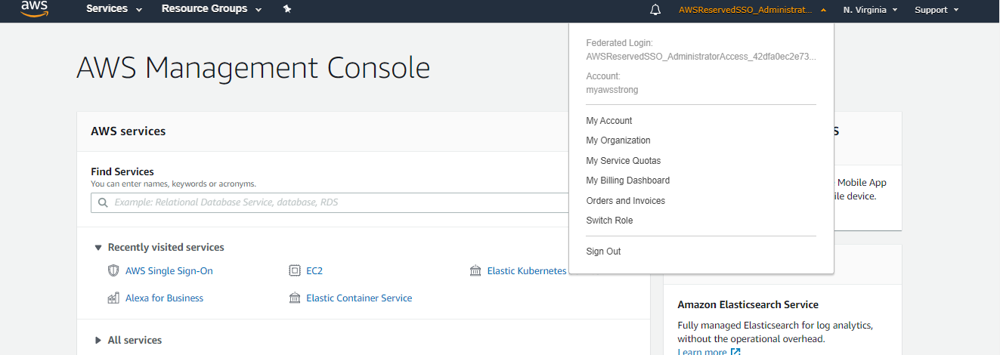 aws
Services
Resource Groups
AWSReservedSSO_Administrat...
N. Virginia
Support
Federated Login:
AWSReservedSSO_AdministratorAccess_42dfa0ec2e73...
Account:
myawsstrong
My Account
My Organization
My Service Quotas
My Billing Dashboard
Orders and Invoices
Switch Role
Sign Out
AWS Management Console
AWS services
Find Services
You can enter names, keywords or acronyms.
Example: Relational Database Service, database, RDS
Recently visited services
AWS Single Sign-On
EC2
Elastic Kubernetes
Alexa for Business
Elastic Container Service
All services
Mobile App
device.
Amazon Elasticsearch Service
Fully managed Elasticsearch for log analytics,
without the operational overhead.
Learn more